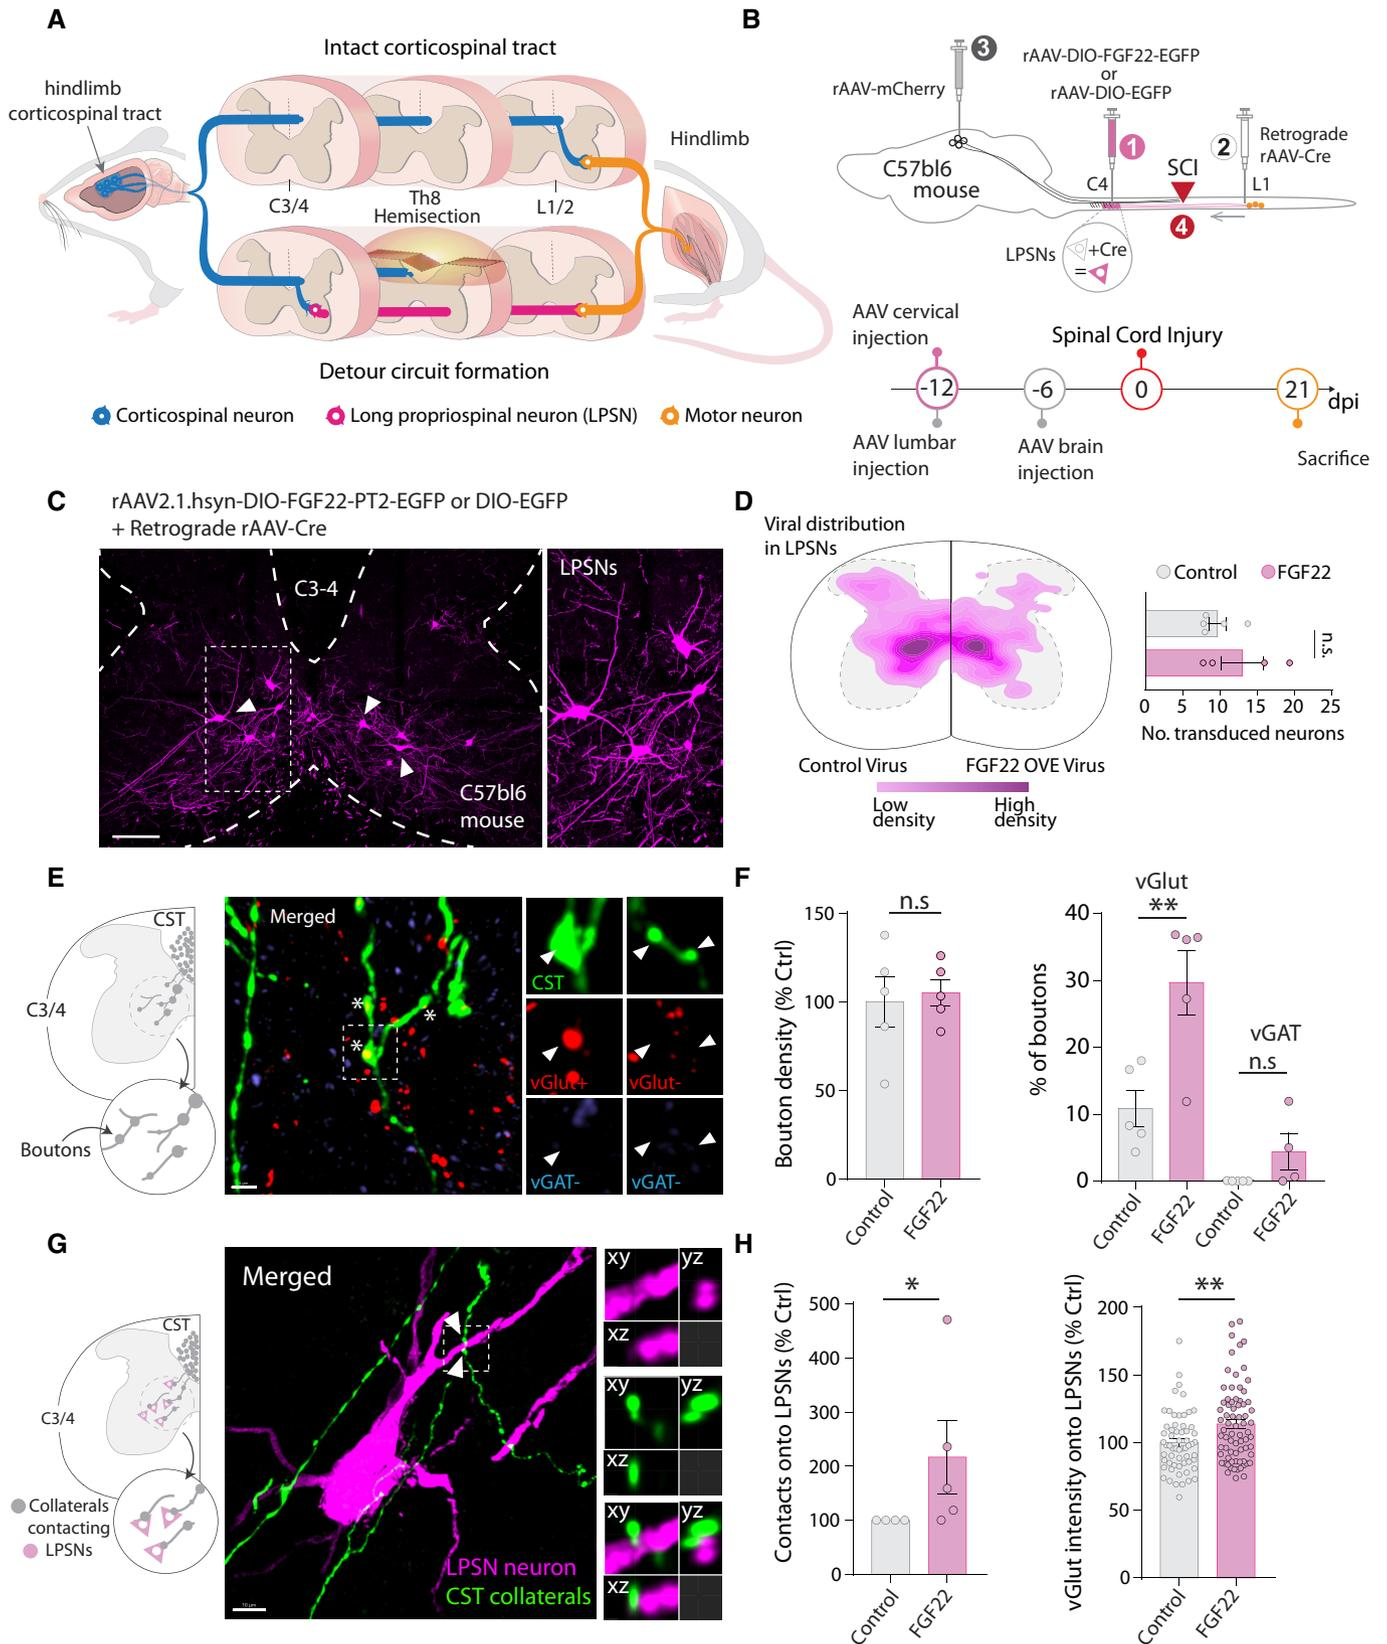 A
Intact corticospinal tract
hindlimb
corticospinal tract
Hindlimb
C3/4
Th8
Hemisection
L1/2
Detour circuit formation
Corticospinal neuron
Long propriospinal neuron (LPSN)
Motor neuron
B
3
rAAV-DIO-FGF22-EGFP
or
rAAV-DIO-EGFP
rAAV-mCherry
1
2
Retrograde
rAAV-Cre
C57bl6
mouse
C4
SCI
L1
4
LPSNs
+Cre
=
AAV cervical
injection
Spinal Cord Injury
-12
-6
0
21
dpi
AAV lumbar
injection
AAV brain
injection
Sacrifice
C
rAAV2.1.hsyn-DIO-FGF22-PT2-EGFP or DIO-EGFP
+ Retrograde rAAV-Cre
C3-4
LPSNs
C57bl6
mouse
D
Viral distribution
in LPSNs
Control Virus
FGF22 OVE Virus
Low
density
High
density
Control
FGF22
n.s.
0 5 10 15 20 25
No. transduced neurons
E
CST
C3/4
Boutons
Merged
*
*
*
CST
vGlut+
vGlut-
vGAT-
vGAT-
F
Bouton density (% Ctrl)
n.s
150
100
50
0
Control
FGF22
% of boutons
vGlut
**
vGAT
n.s
40
30
20
10
0
Control
FGF22
Control
FGF22
G
CST
C3/4
Collaterals
contacting
LPSNs
Merged
LPSN neuron
CST collaterals
10 µm
xy
yz
xz
xy
yz
xz
xy
yz
xz
H
Contacts onto LPSNs (% Ctrl)
*
500
400
300
200
100
0
Control
FGF22
vGlut intensity onto LPSNs (% Ctrl)
**
200
150
100
50
0
Control
FGF22